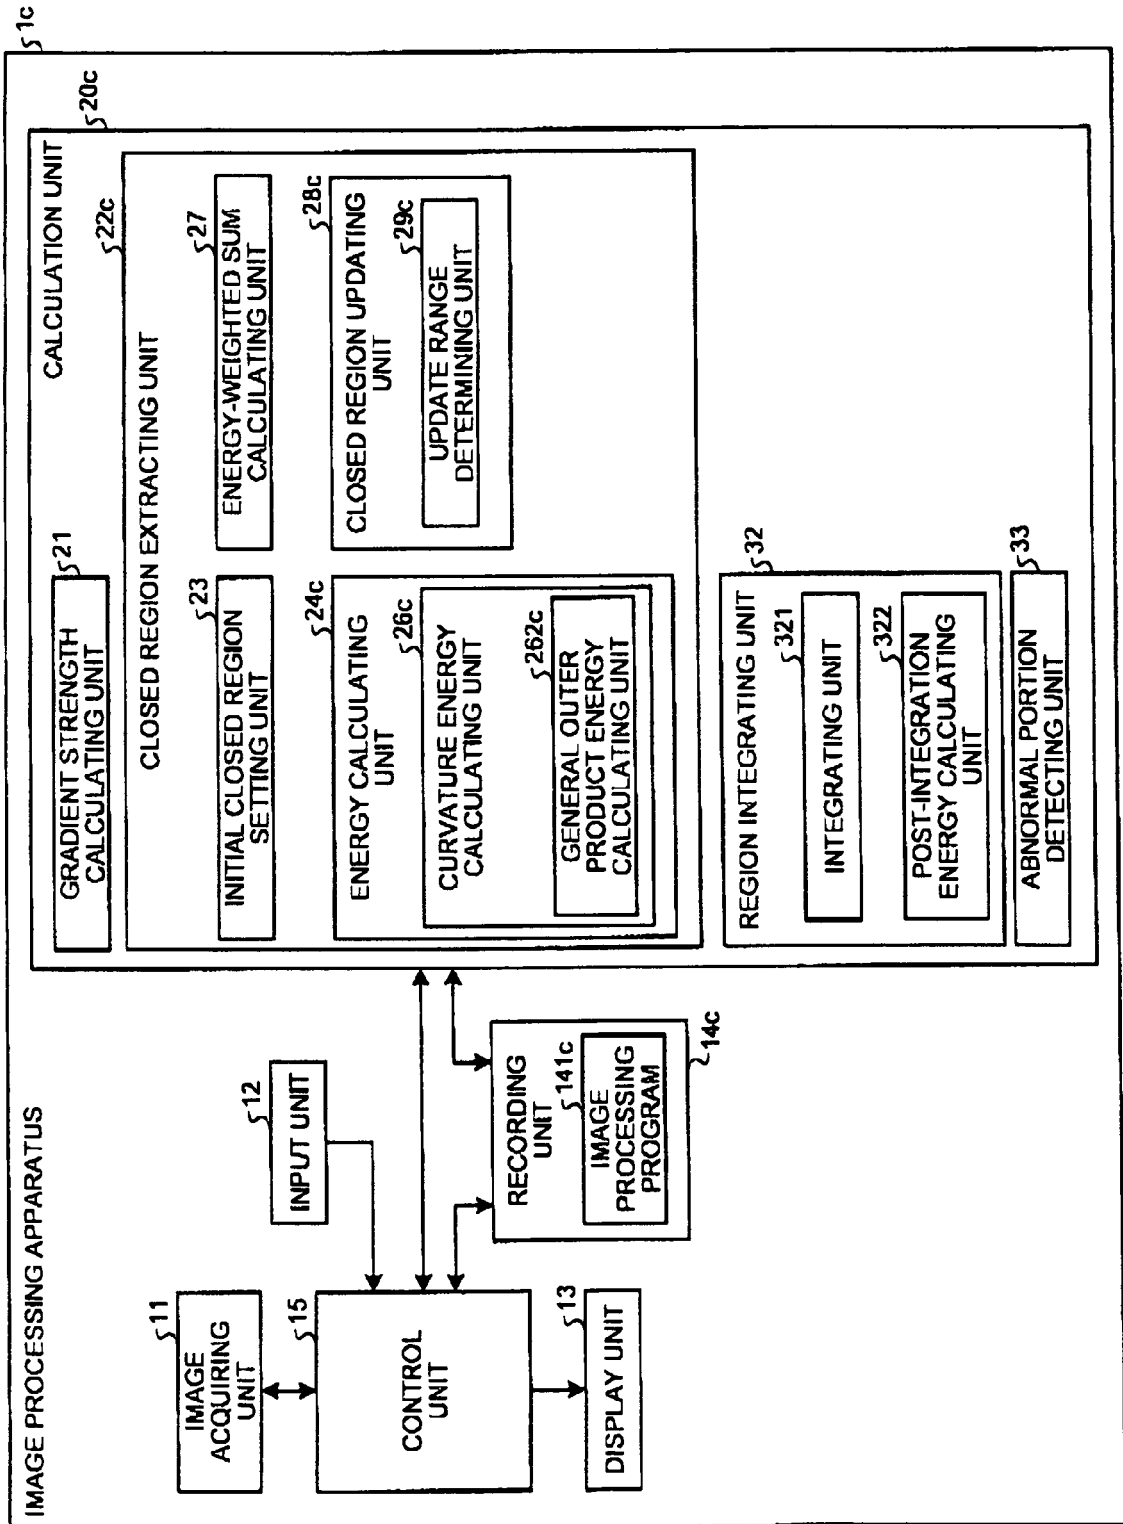 IMAGE PROCESSING APPARATUS
1c
11
IMAGE
ACQUIRING
UNIT
15
CONTROL
UNIT
13
DISPLAY UNIT
12
INPUT UNIT
RECORDING
UNIT
141c
IMAGE
PROCESSING
PROGRAM
14c
CALCULATION UNIT
20c
21
GRADIENT STRENGTH
CALCULATING UNIT
22c
CLOSED REGION EXTRACTING UNIT
23
INITIAL CLOSED REGION
SETTING UNIT
27
ENERGY-WEIGHTED SUM
CALCULATING UNIT
24c
ENERGY CALCULATING
UNIT
26c
CURVATURE ENERGY
CALCULATING UNIT
262c
GENERAL OUTER
PRODUCT ENERGY
CALCULATING UNIT
28c
CLOSED REGION UPDATING
UNIT
29c
UPDATE RANGE
DETERMINING UNIT
32
REGION INTEGRATING UNIT
321
INTEGRATING UNIT
322
POST-INTEGRATION
ENERGY CALCULATING
UNIT
33
ABNORMAL PORTION
DETECTING UNIT